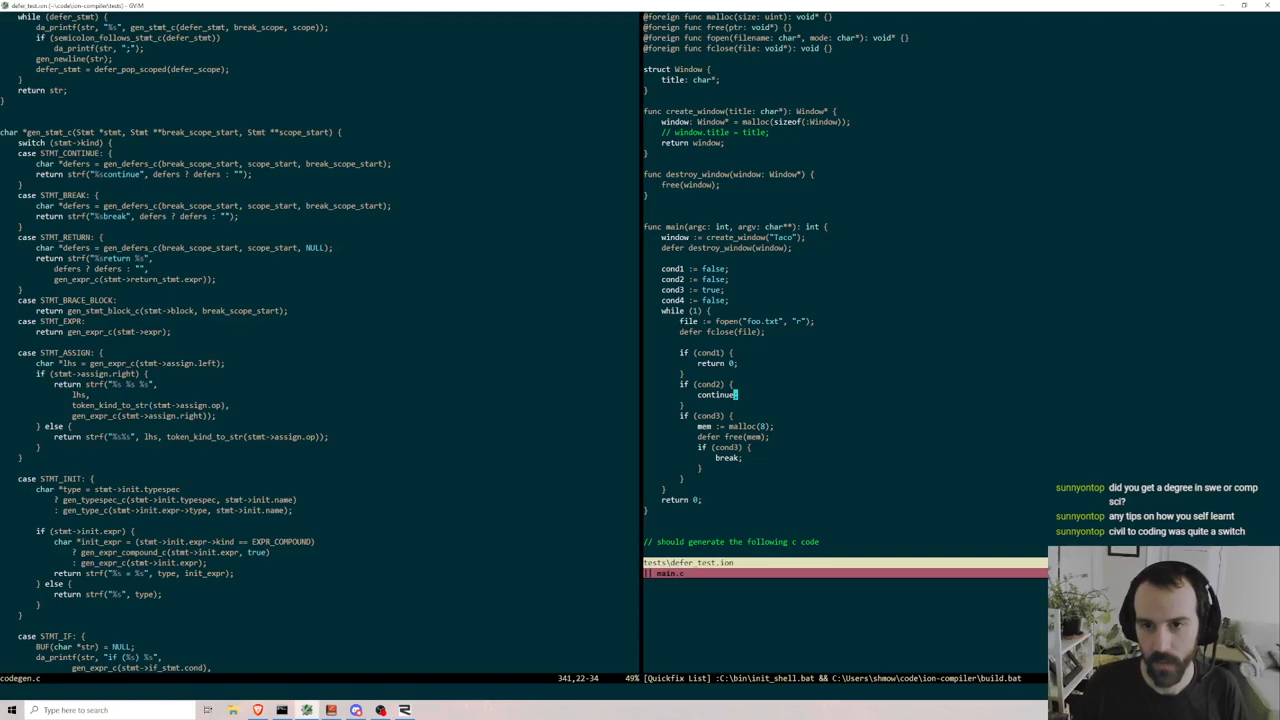 defer_test.ion (~\code\ion-compiler\tests) - GVIM
    while (defer_stmt) {
        da_printf(str, "%s", gen_stmt_c(defer_stmt, break_scope, scope));
        if (semicolon_follows_stmt_c(defer_stmt))
            da_printf(str, ";");
        gen_newline(str);
        defer_stmt = defer_pop_scoped(defer_scope);
    }
    return str;
}
char *gen_stmt_c(Stmt *stmt, Stmt **break_scope_start, Stmt **scope_start) {
    switch (stmt->kind) {
    case STMT_CONTINUE: {
        char *defers = gen_defers_c(break_scope_start, scope_start, break_scope_start);
        return strf("%scontinue", defers ? defers : "");
    }
    case STMT_BREAK: {
        char *defers = gen_defers_c(break_scope_start, scope_start, break_scope_start);
        return strf("%sbreak", defers ? defers : "");
    }
    case STMT_RETURN: {
        char *defers = gen_defers_c(break_scope_start, scope_start, NULL);
        return strf("%sreturn %s",
            defers ? defers : "",
            gen_expr_c(stmt->return_stmt.expr));
    }
    case STMT_BRACE_BLOCK:
        return gen_stmt_block_c(stmt->block, break_scope_start);
    case STMT_EXPR:
        return gen_expr_c(stmt->expr);
    case STMT_ASSIGN: {
        char *lhs = gen_expr_c(stmt->assign.left);
        if (stmt->assign.right) {
            return strf("%s %s %s",
                lhs,
                token_kind_to_str(stmt->assign.op),
                gen_expr_c(stmt->assign.right));
        } else {
            return strf("%s%s", lhs, token_kind_to_str(stmt->assign.op));
        }
    }
    case STMT_INIT: {
        char *type = stmt->init.typespec
            ? gen_typespec_c(stmt->init.typespec, stmt->init.name)
            : gen_type_c(stmt->init.expr->type, stmt->init.name);
        if (stmt->init.expr) {
            char *init_expr = (stmt->init.expr->kind == EXPR_COMPOUND)
                ? gen_expr_compound_c(stmt->init.expr, true)
                : gen_expr_c(stmt->init.expr);
            return strf("%s = %s", type, init_expr);
        } else {
            return strf("%s", type);
        }
    }
    case STMT_IF: {
        BUF(char *str) = NULL;
        da_printf(str, "if (%s) %s",
                gen_expr_c(stmt->if_stmt.cond),
codegen.c 341,22-34 49%
@foreign func malloc(size: uint): void* {}
@foreign func free(ptr: void*) {}
@foreign func fopen(filename: char*, mode: char*): void* {}
@foreign func fclose(file: void*): void {}
struct Window {
    title: char*;
}
func create_window(title: char*): Window* {
    window: Window* = malloc(sizeof(:Window));
    // window.title = title;
    return window;
}
func destroy_window(window: Window*) {
    free(window);
}
func main(argc: int, argv: char**): int {
    window := create_window("Taco");
    defer destroy_window(window);
    cond1 := false;
    cond2 := false;
    cond3 := true;
    cond4 := false;
    while (1) {
        file := fopen("foo.txt", "r");
        defer fclose(file);
        if (cond1) {
            return 0;
        }
        if (cond2) {
            continue;
        }
        if (cond3) {
            mem := malloc(8);
            defer free(mem);
            if (cond3) {
                break;
            }
        }
    }
    return 0;
}
// should generate the following c code
tests\defer_test.ion
|| main.c
[Quickfix List] :C:\bin\init_shell.bat && C:\Users\shmow\code\ion-compiler\build.bat
sunnyontop did you get a degree in swe or comp
sci?
sunnyontop any tips on how you self learnt
sunnyontop civil to coding was quite a switch
Type here to search